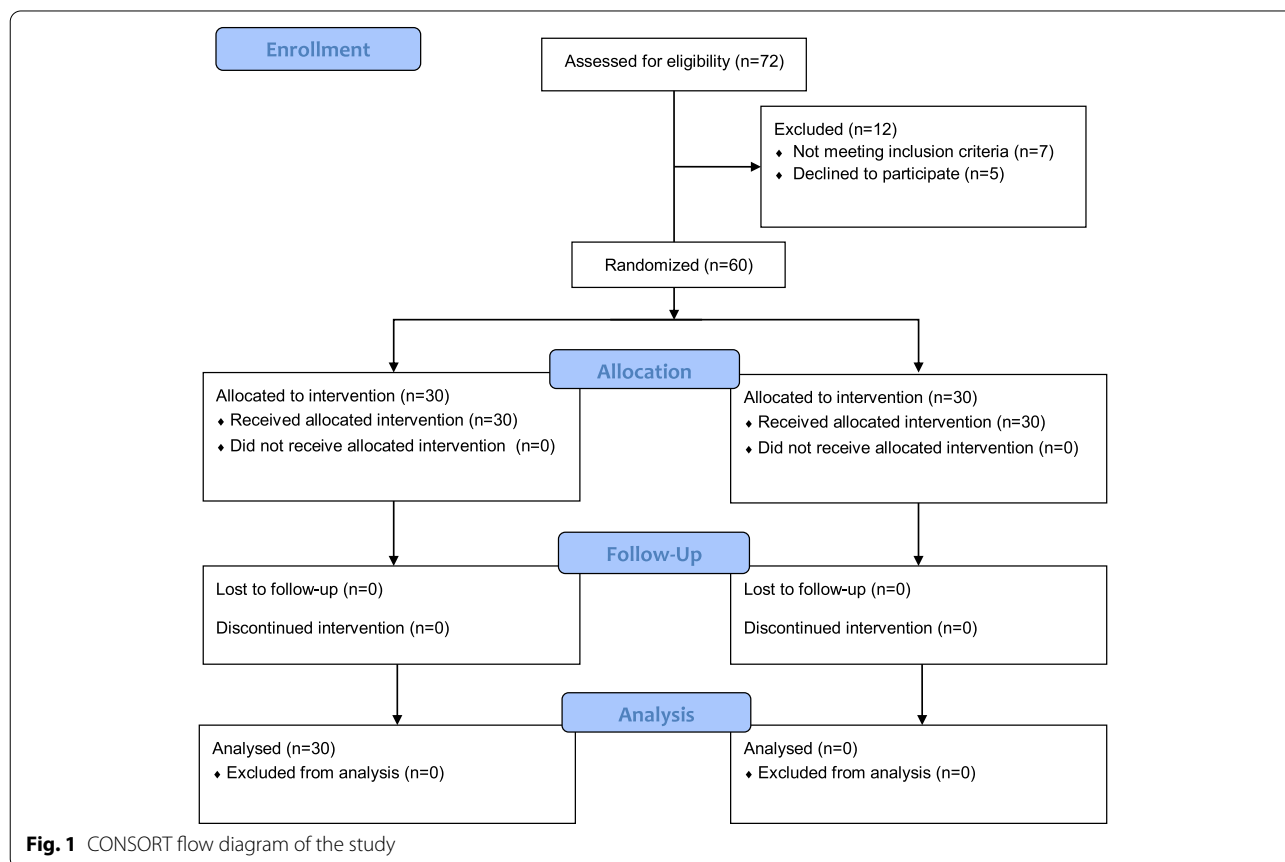 Enrollment
Assessed for eligibility (n=72)
Excluded (n=12)
♦ Not meeting inclusion criteria (n=7)
♦ Declined to participate (n=5)
Randomized (n=60)
Allocation
Allocated to intervention (n=30)
♦ Received allocated intervention (n=30)
♦ Did not receive allocated intervention (n=0)
Allocated to intervention (n=30)
♦ Received allocated intervention (n=30)
♦ Did not receive allocated intervention (n=0)
Follow-Up
Lost to follow-up (n=0)
Discontinued intervention (n=0)
Lost to follow-up (n=0)
Discontinued intervention (n=0)
Analysis
Analysed (n=30)
♦ Excluded from analysis (n=0)
Analysed (n=0)
♦ Excluded from analysis (n=0)
Fig. 1 CONSORT flow diagram of the study